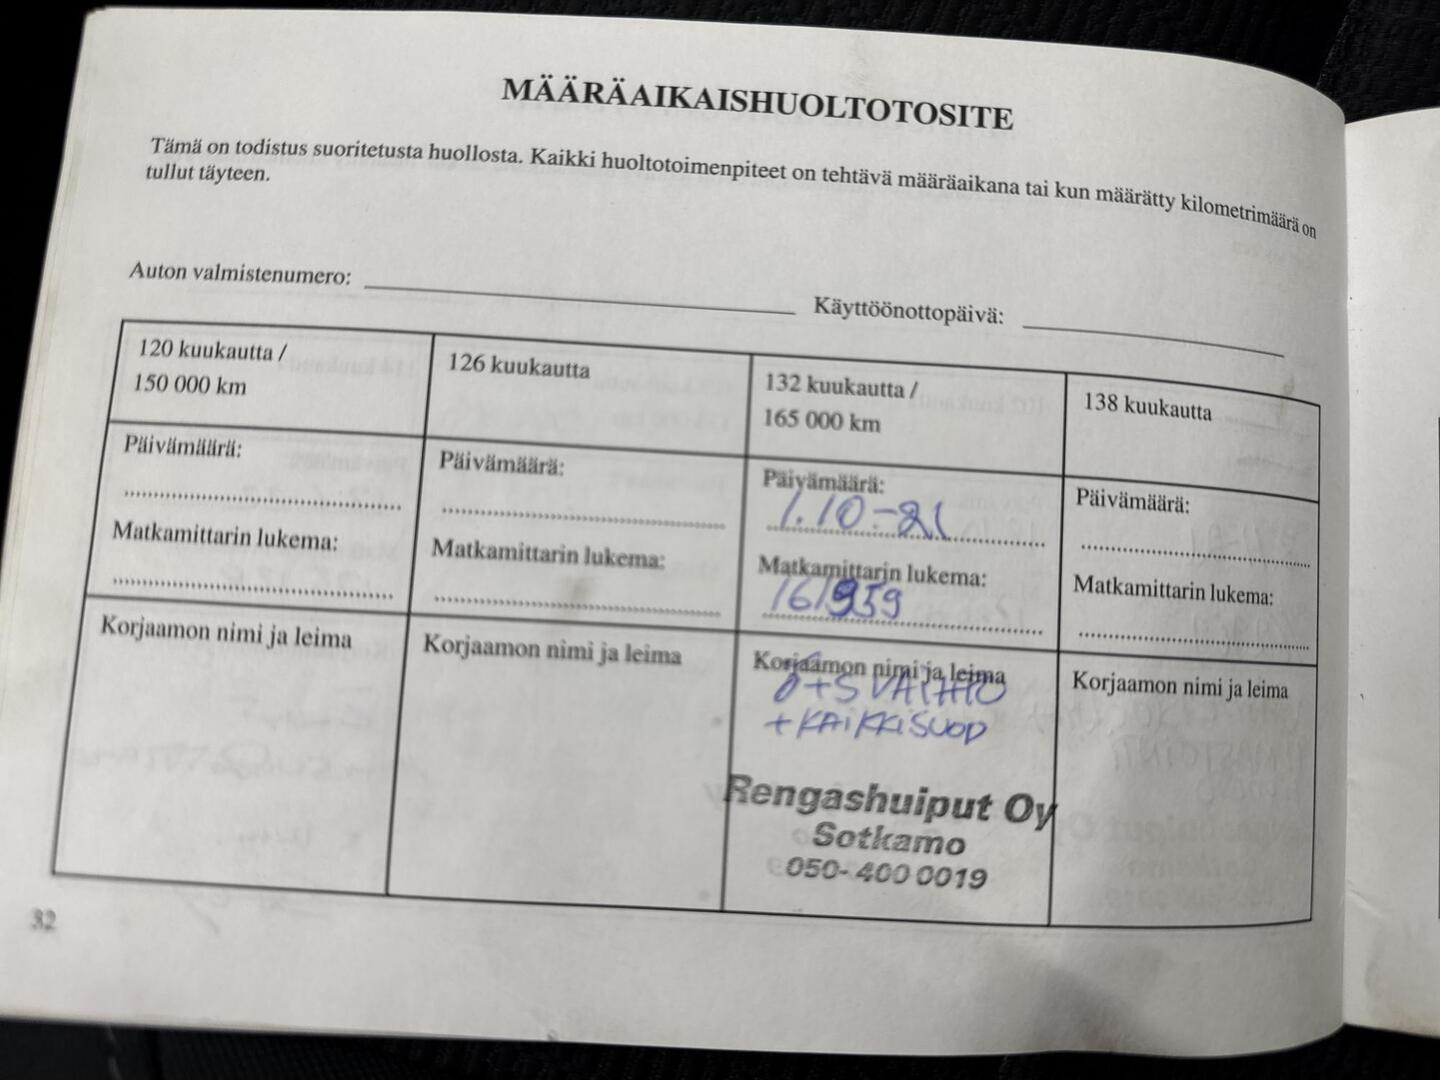 MÄÄRÄAIKAISHUOLTOTOSITE
Tämä on todistus suoritetusta huollosta. Kaikki huoltotoimenpiteet on tehtävä määräaikana tai kun määrätty kilometrimäärä on
tullut täyteen.
Auton valmistenumero:
Käyttöönottopäivä:
120 kuukautta /
150 000 km
Päivämäärä:
Matkamittarin lukema:
Korjaamon nimi ja leima
126 kuukautta
Päivämäärä:
Matkamittarin lukema:
Korjaamon nimi ja leima
132 kuukautta /
165 000 km
Päivämäärä:
1.10-21
Matkamittarin lukema:
161959
Korjaamon nimi ja leima
Ö+S VAIHTO
+KAIKKI SUOD
Rengashuiput Oy
Sotkamo
050-400 0019
138 kuukautta
Päivämäärä:
Matkamittarin lukema:
Korjaamon nimi ja leima
32